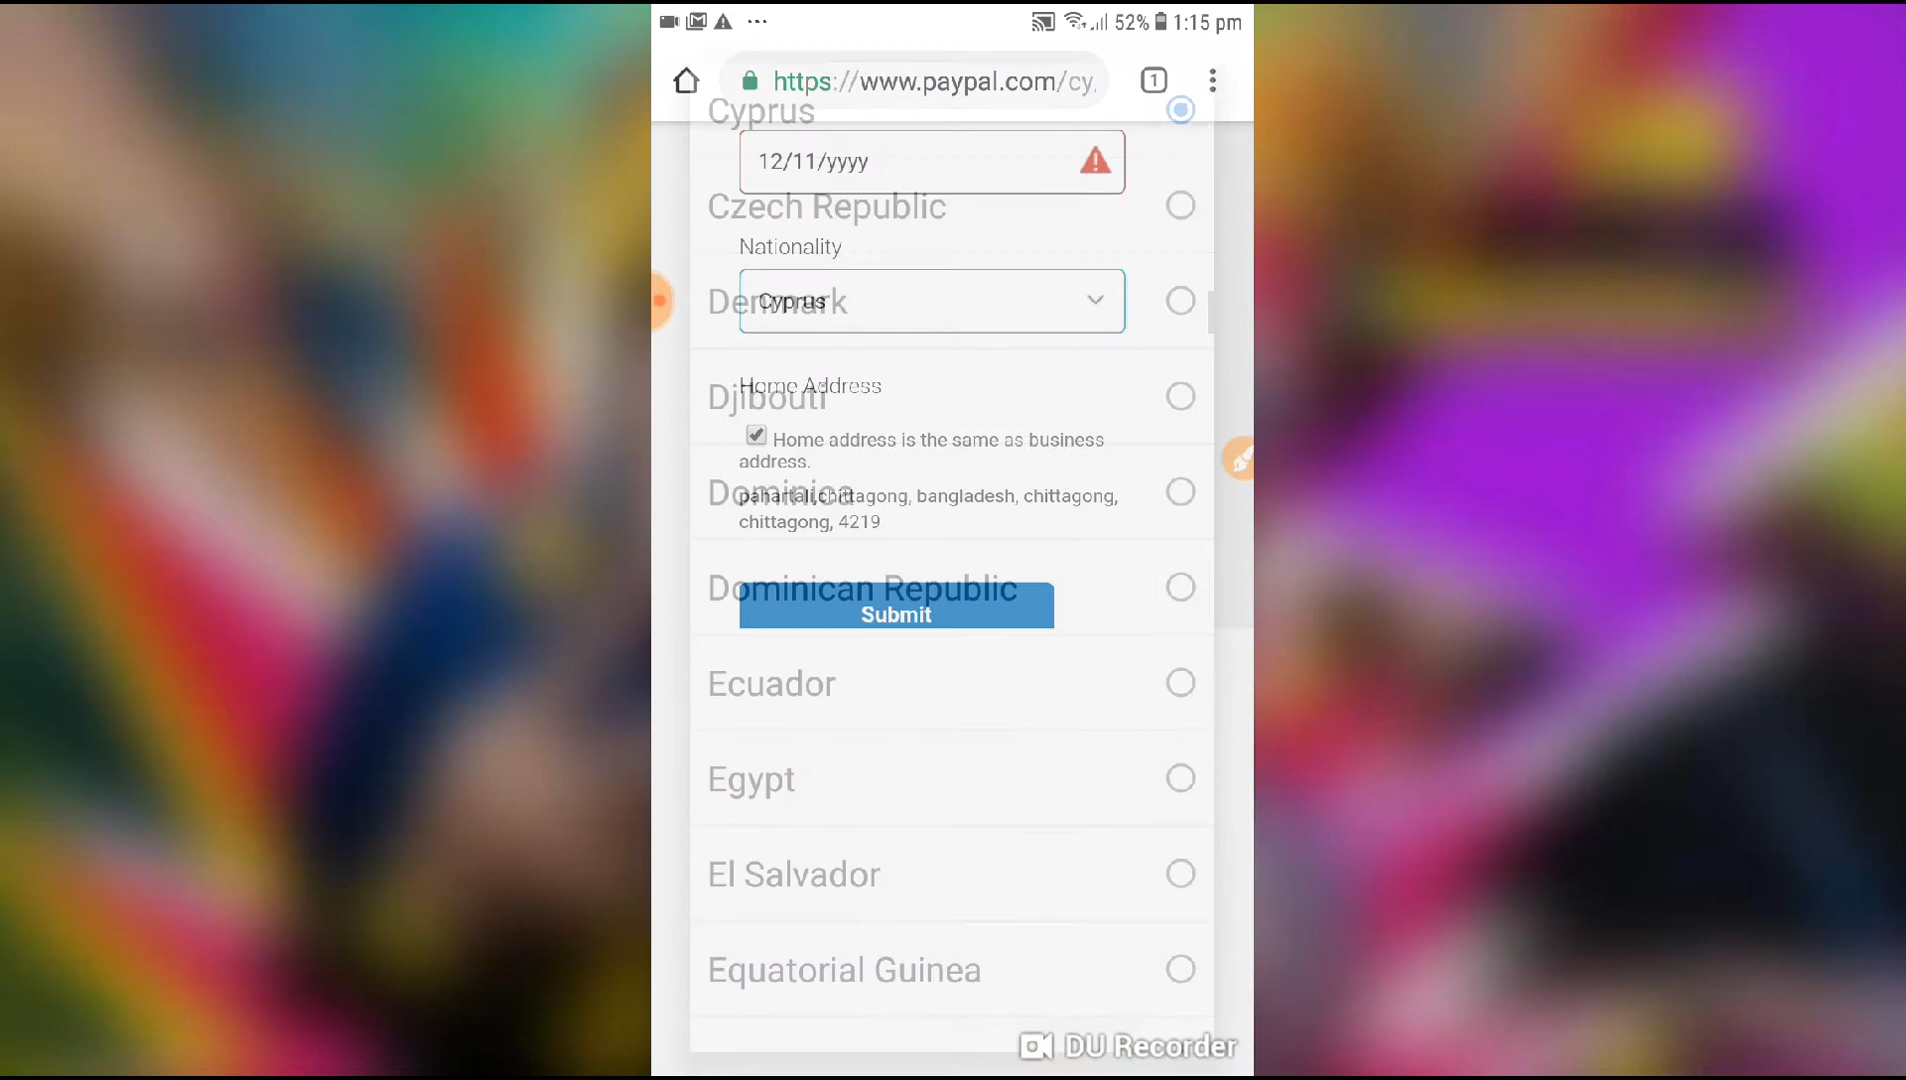 52% 1:15 pm
https://www.paypal.com/cy,
1
Cyprus
12/11/yyyy
Czech Republic
Nationality
Denmark
Cyprus
Home Address
Djibouti
Home address is the same as business
address.
Dominica
pahartali,chittagong, bangladesh, chittagong,
chittagong, 4219
Dominican Republic
Submit
Ecuador
Egypt
El Salvador
Equatorial Guinea
DU Recorder